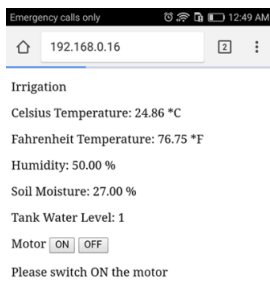 Emergency calls only 12:49 AM
192.168.0.16 2
Irrigation
Celsius Temperature: 24.86 *C
Fahrenheit Temperature: 76.75 *F
Humidity: 50.00 %
Soil Moisture: 27.00 %
Tank Water Level: 1
Motor ON OFF
Please switch ON the motor